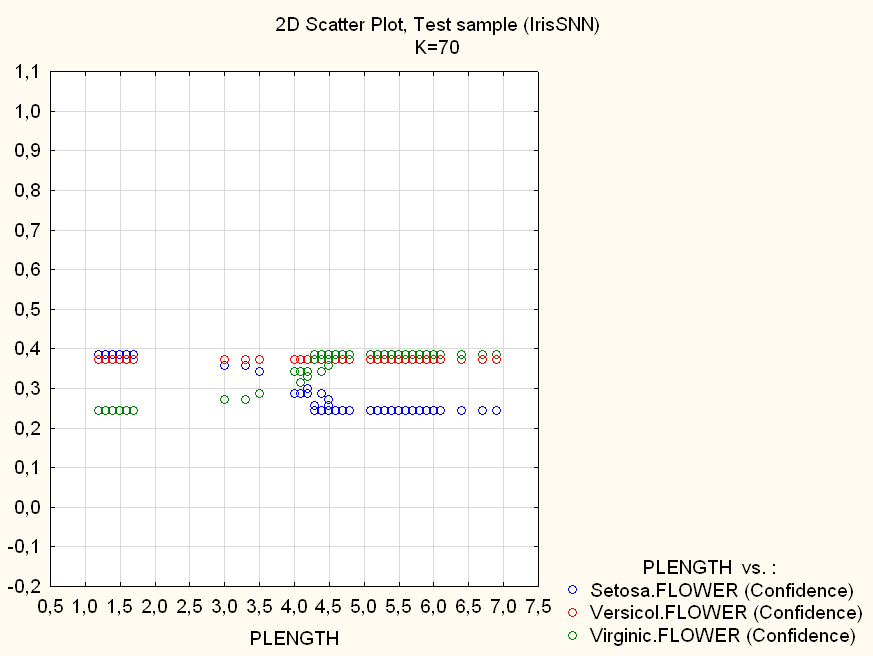 2D Scatter Plot, Test sample (IrisSNN)
K=70
1,1
1,0
0,9
0,8
0,7
0,6
0,5
0,4
0,3
0,2
0,1
0,0
-0,1
-0,2
0,5 1,0 1,5 2,0 2,5 3,0 3,5 4,0 4,5 5,0 5,5 6,0 6,5 7,0 7,5
PLENGTH
PLENGTH vs. :
Setosa.FLOWER (Confidence)
Versicol.FLOWER (Confidence)
Virginic.FLOWER (Confidence)